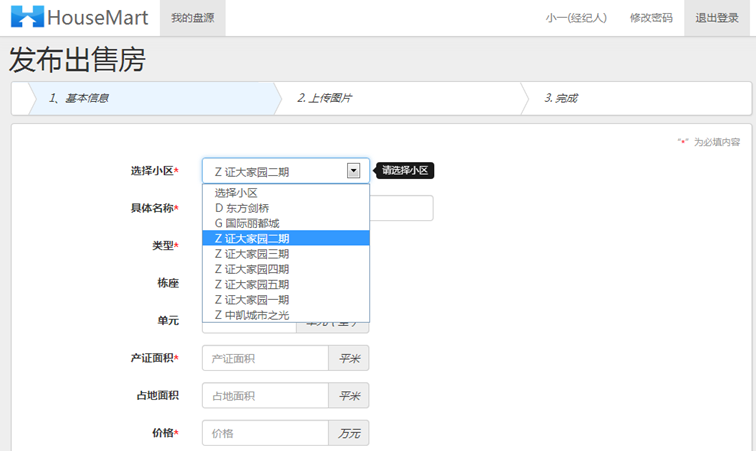 HouseMart 我的盘源 小一(经纪人) 修改密码 退出登录
发布出售房
1、基本信息 2. 上传图片 3. 完成
"*" 为必填内容
选择小区* Z 证大家园二期 请选择小区
选择小区
具体名称* D 东方剑桥
G 国际丽都城
类型* Z 证大家园二期
Z 证大家园三期
Z 证大家园四期
栋座 Z 证大家园五期
Z 证大家园一期
Z 中凯城市之光
单元
产证面积* 产证面积 平米
占地面积 占地面积 平米
价格* 价格 万元